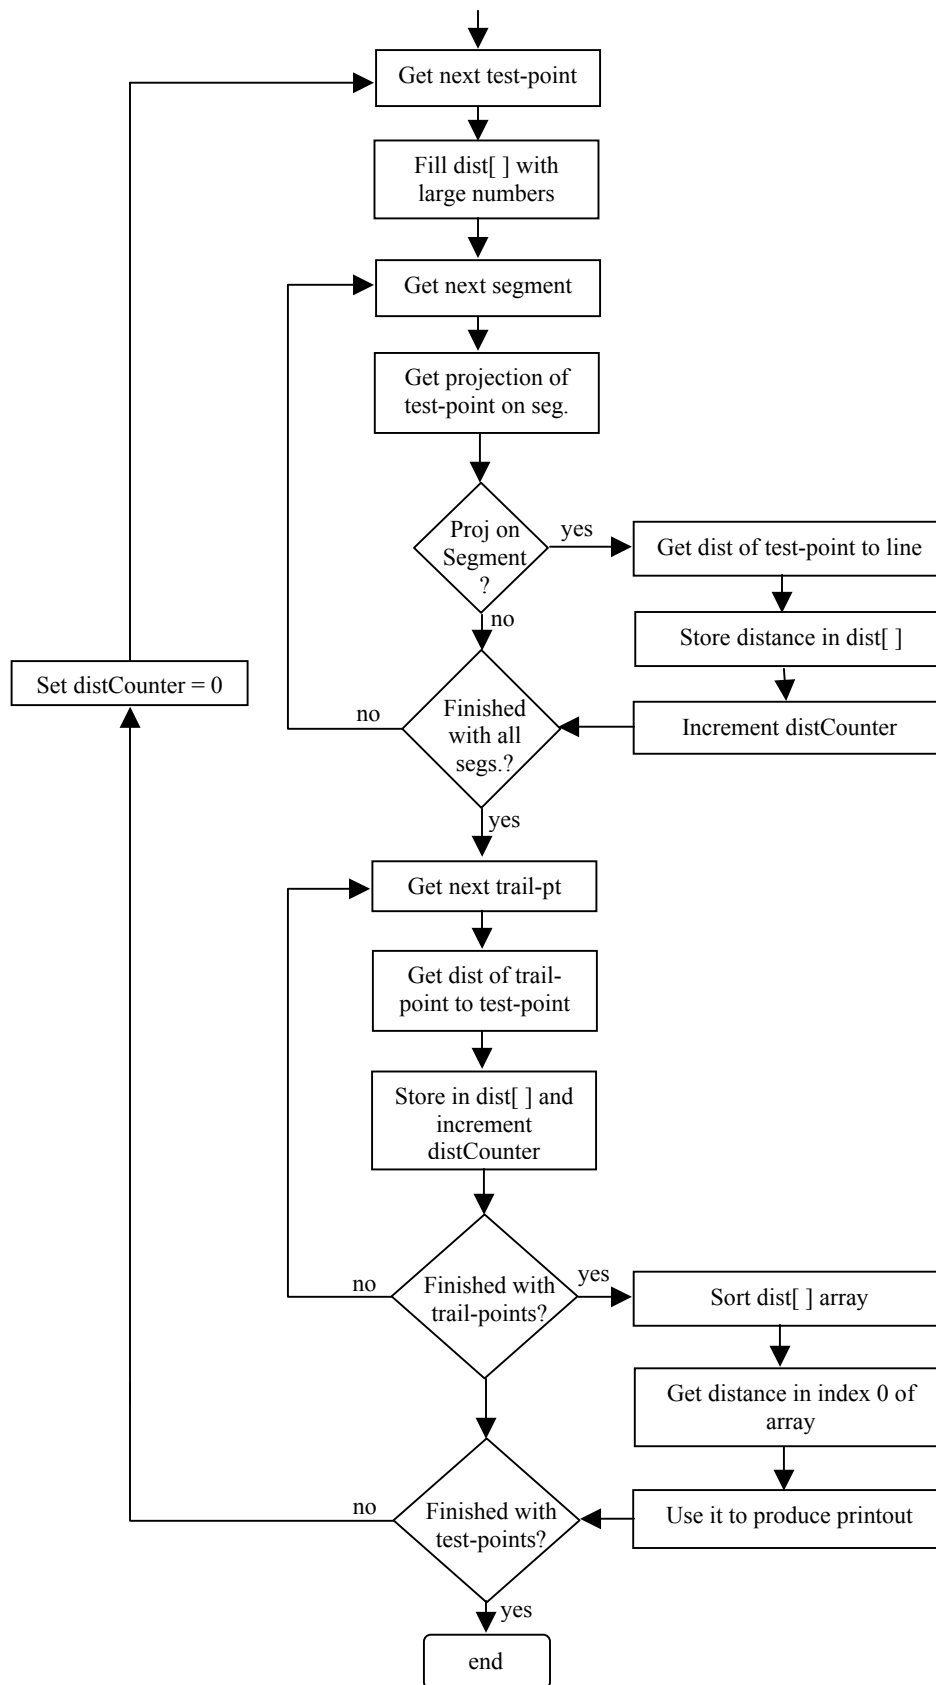 Get next test-point
Fill dist[ ] with
large numbers
Get next segment
Get projection of
test-point on seg.
Proj on
Segment
?
yes
Get dist of test-point to line
no
Store distance in dist[ ]
Set distCounter = 0
no
Finished
with all
segs.?
Increment distCounter
yes
Get next trail-pt
Get dist of trail-
point to test-point
Store in dist[ ] and
increment
distCounter
no
Finished with
trail-points?
yes
Sort dist[ ] array
Get distance in index 0 of
array
no
Finished with
test-points?
Use it to produce printout
yes
end